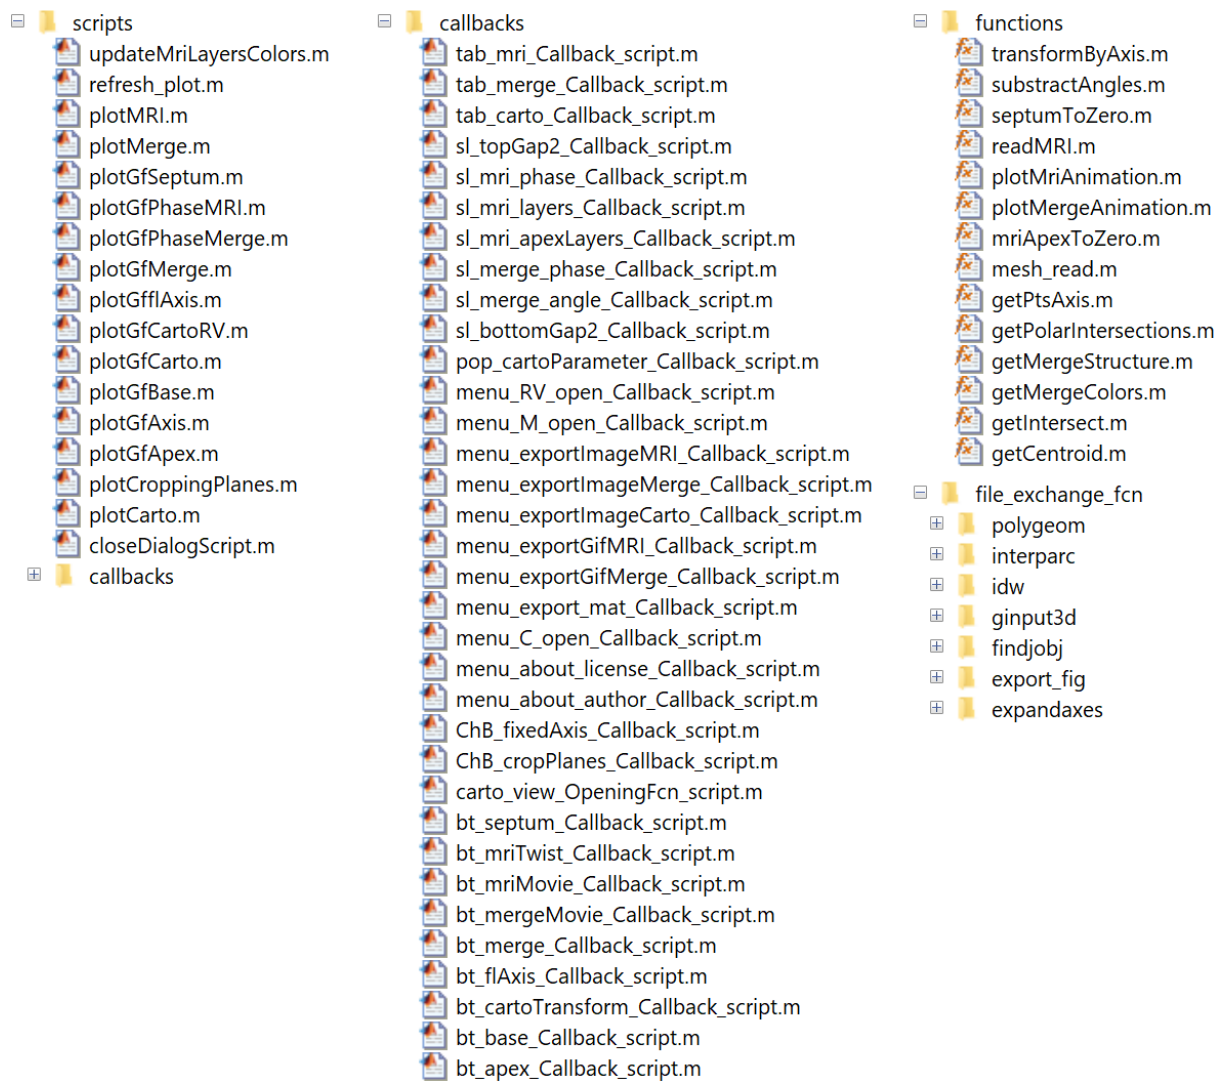 scripts
updateMriLayersColors.m
refresh_plot.m
plotMRI.m
plotMerge.m
plotGfSeptum.m
plotGfPhaseMRI.m
plotGfPhaseMerge.m
plotGfMerge.m
plotGfflAxis.m
plotGfCartoRV.m
plotGfCarto.m
plotGfBase.m
plotGfAxis.m
plotGfApex.m
plotCroppingPlanes.m
plotCarto.m
closeDialogScript.m
callbacks
callbacks
tab_mri_Callback_script.m
tab_merge_Callback_script.m
tab_carto_Callback_script.m
sl_topGap2_Callback_script.m
sl_mri_phase_Callback_script.m
sl_mri_layers_Callback_script.m
sl_mri_apexLayers_Callback_script.m
sl_merge_phase_Callback_script.m
sl_merge_angle_Callback_script.m
sl_bottomGap2_Callback_script.m
pop_cartoParameter_Callback_script.m
menu_RV_open_Callback_script.m
menu_M_open_Callback_script.m
menu_exportImageMRI_Callback_script.m
menu_exportImageMerge_Callback_script.m
menu_exportImageCarto_Callback_script.m
menu_exportGifMRI_Callback_script.m
menu_exportGifMerge_Callback_script.m
menu_export_mat_Callback_script.m
menu_C_open_Callback_script.m
menu_about_license_Callback_script.m
menu_about_author_Callback_script.m
ChB_fixedAxis_Callback_script.m
ChB_cropPlanes_Callback_script.m
carto_view_OpeningFcn_script.m
bt_septum_Callback_script.m
bt_mriTwist_Callback_script.m
bt_mriMovie_Callback_script.m
bt_mergeMovie_Callback_script.m
bt_merge_Callback_script.m
bt_flAxis_Callback_script.m
bt_cartoTransform_Callback_script.m
bt_base_Callback_script.m
bt_apex_Callback_script.m
functions
transformByAxis.m
substractAngles.m
septumToZero.m
readMRI.m
plotMriAnimation.m
plotMergeAnimation.m
mriApexToZero.m
mesh_read.m
getPtsAxis.m
getPolarIntersections.m
getMergeStructure.m
getMergeColors.m
getIntersect.m
getCentroid.m
file_exchange_fcn
polygeom
interparc
idw
ginput3d
findjobj
export_fig
expandaxes